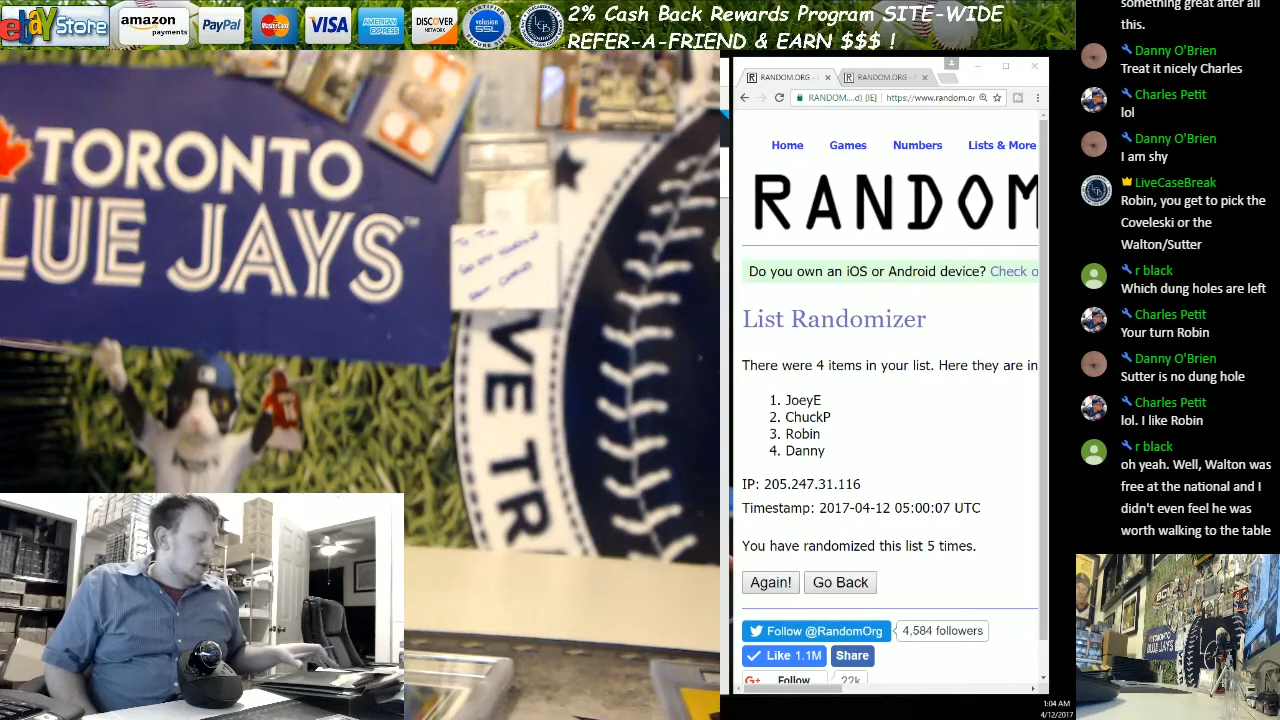 ebay Store
amazon payments
PayPal
MasterCard
VISA
AMERICAN EXPRESS
DISCOVER NETWORK
volusion SSL
2% Cash Back Rewards Program SITE-WIDE
REFER-A-FRIEND & EARN $$$ !
TORONTO
LUE JAYS™
VETR
RANDOM.ORG -
RANDOM.ORG -
RANDOM....d) [IE]
https://www.random.or
Home
Games
Numbers
Lists & More
RANDOM
Do you own an iOS or Android device? Check o
List Randomizer
There were 4 items in your list. Here they are in
1. JoeyE
2. ChuckP
3. Robin
4. Danny
IP: 205.247.31.116
Timestamp: 2017-04-12 05:00:07 UTC
You have randomized this list 5 times.
Again!
Go Back
Follow @RandomOrg
4,584 followers
Like 1.1M
Share
G+ Follow
22k
1:04 AM
4/12/2017
something great after all
this.
Danny O'Brien
Treat it nicely Charles
Charles Petit
lol
Danny O'Brien
I am shy
LiveCaseBreak
Robin, you get to pick the
Coveleski or the
Walton/Sutter
r black
Which dung holes are left
Charles Petit
Your turn Robin
Danny O'Brien
Sutter is no dung hole
Charles Petit
lol. I like Robin
r black
oh yeah. Well, Walton was
free at the national and I
didn't even feel he was
worth walking to the table